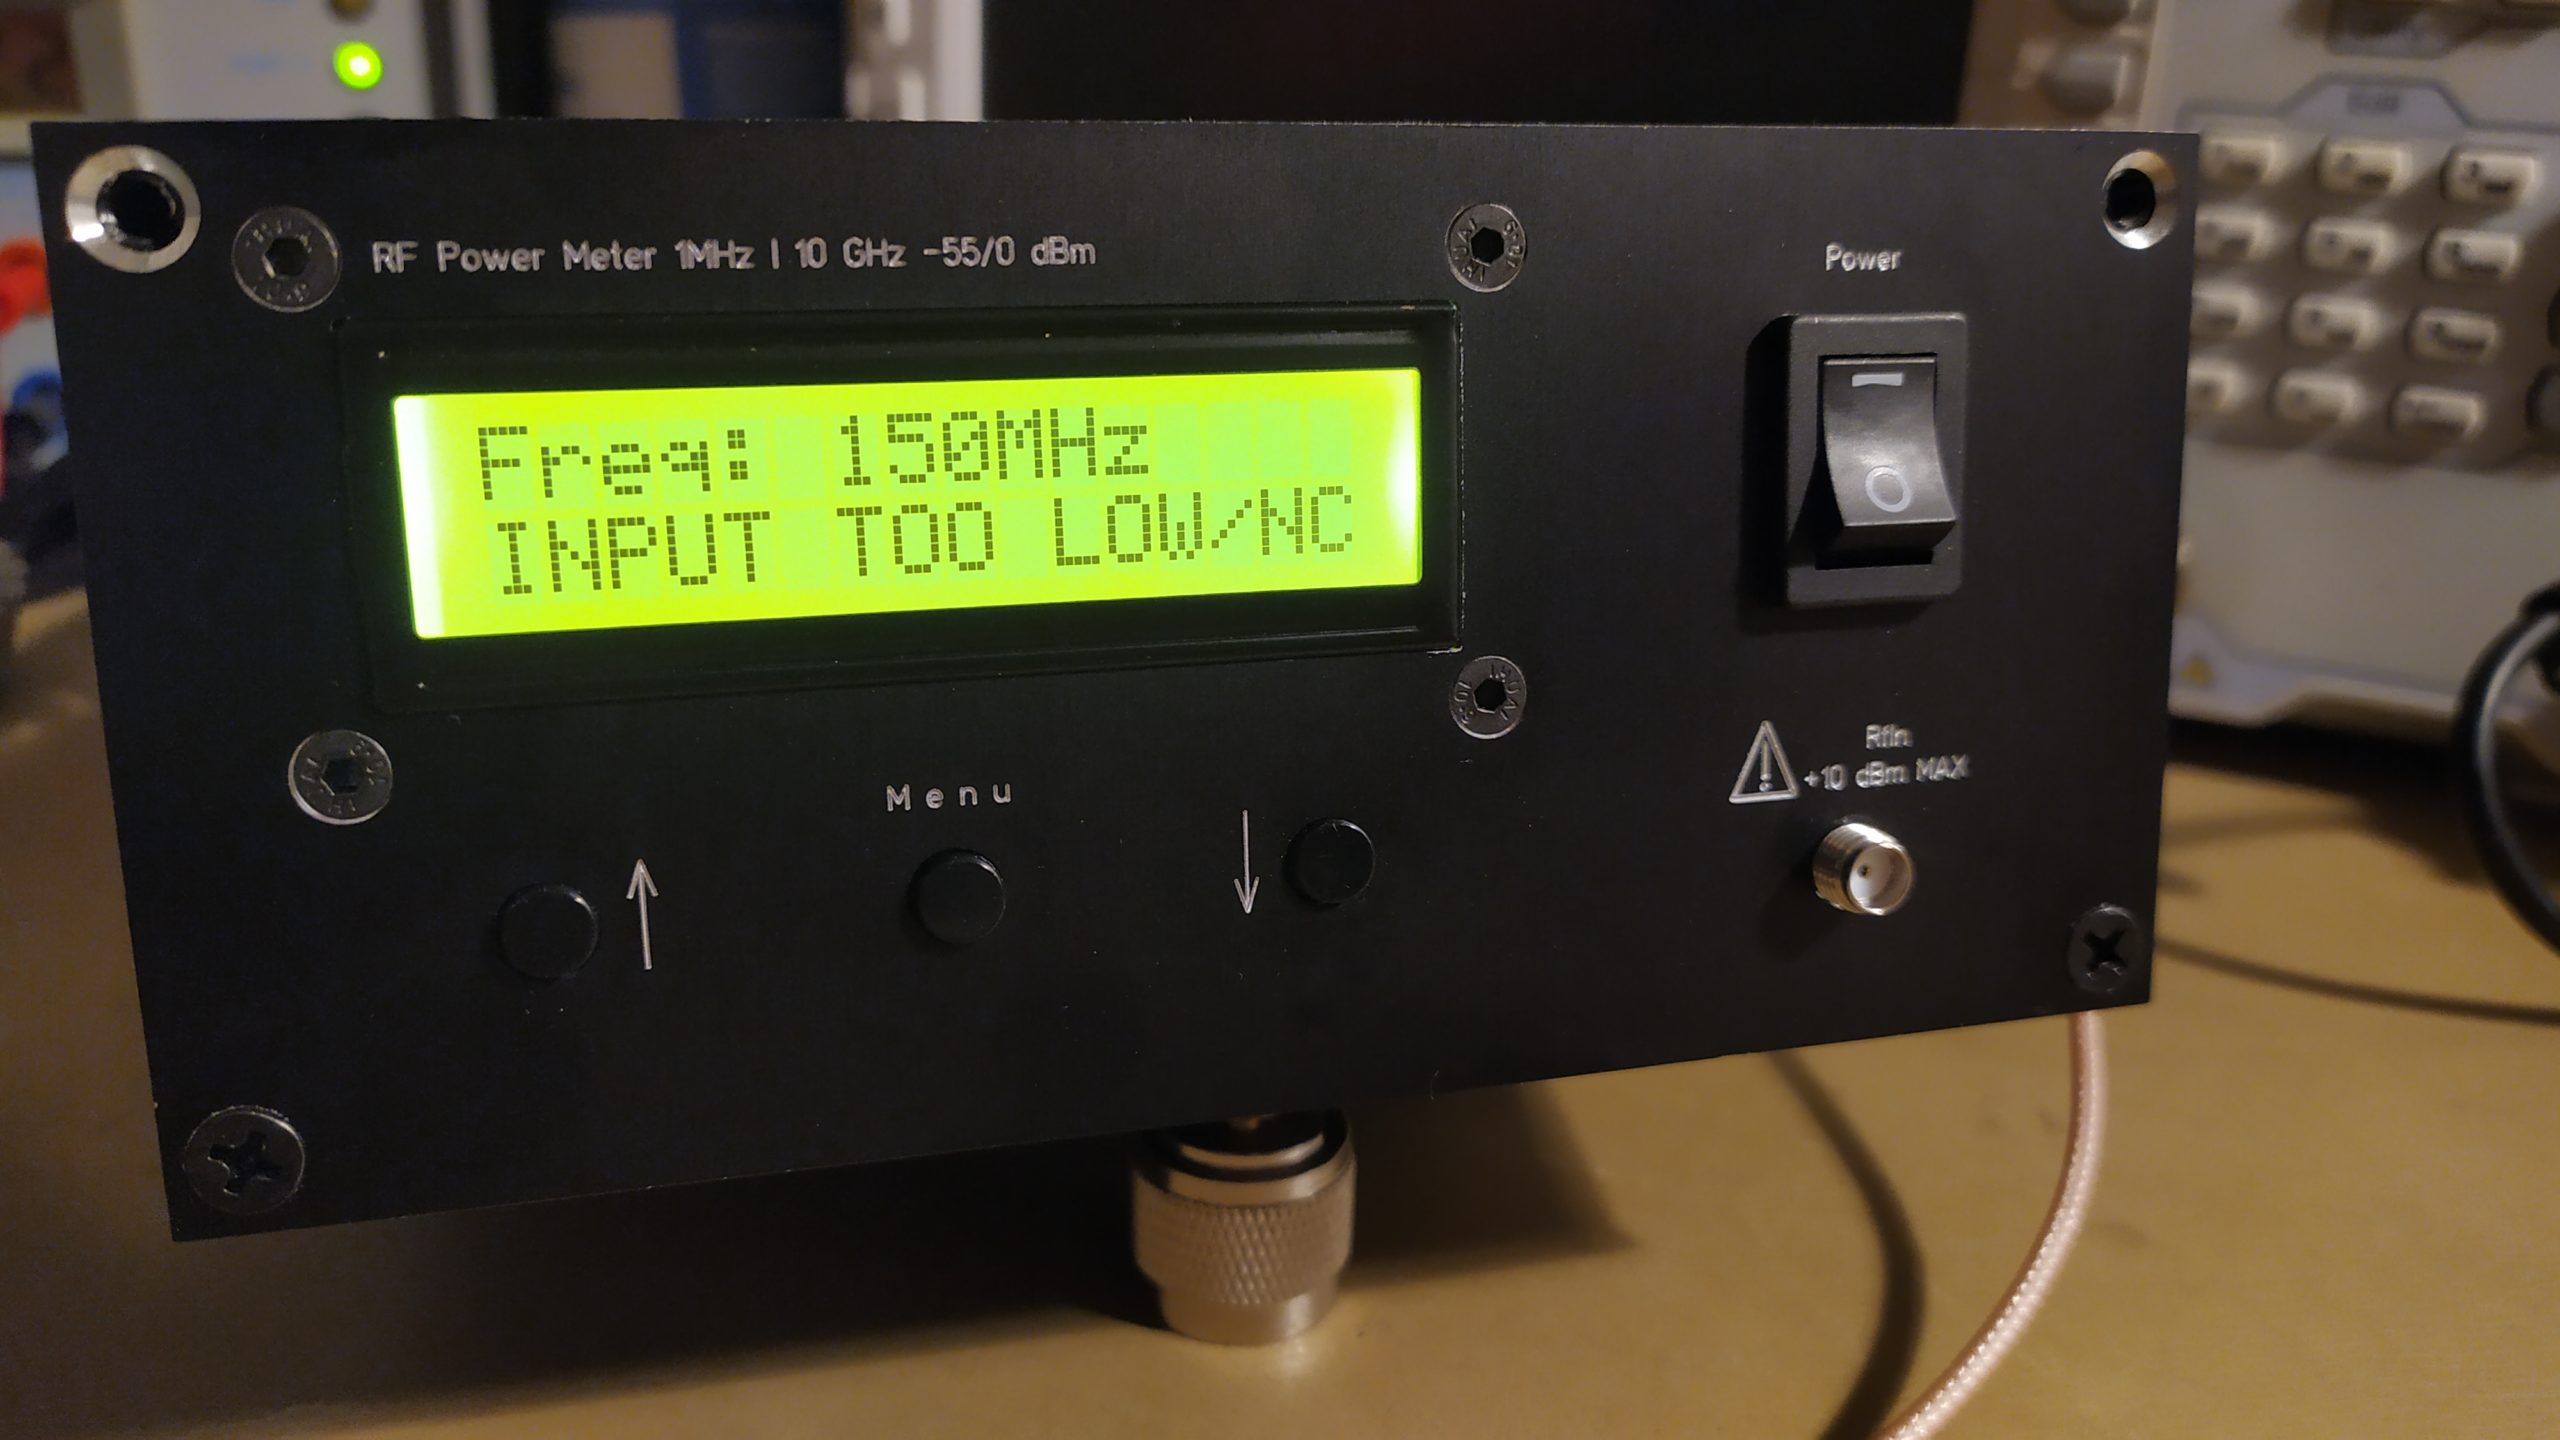 RF Power Meter 1MHz | 10 GHz -55/0 dBm
Power
Freq: 150MHz
INPUT TOO LOW/NC
Rfin
+10 dBm MAX
Menu